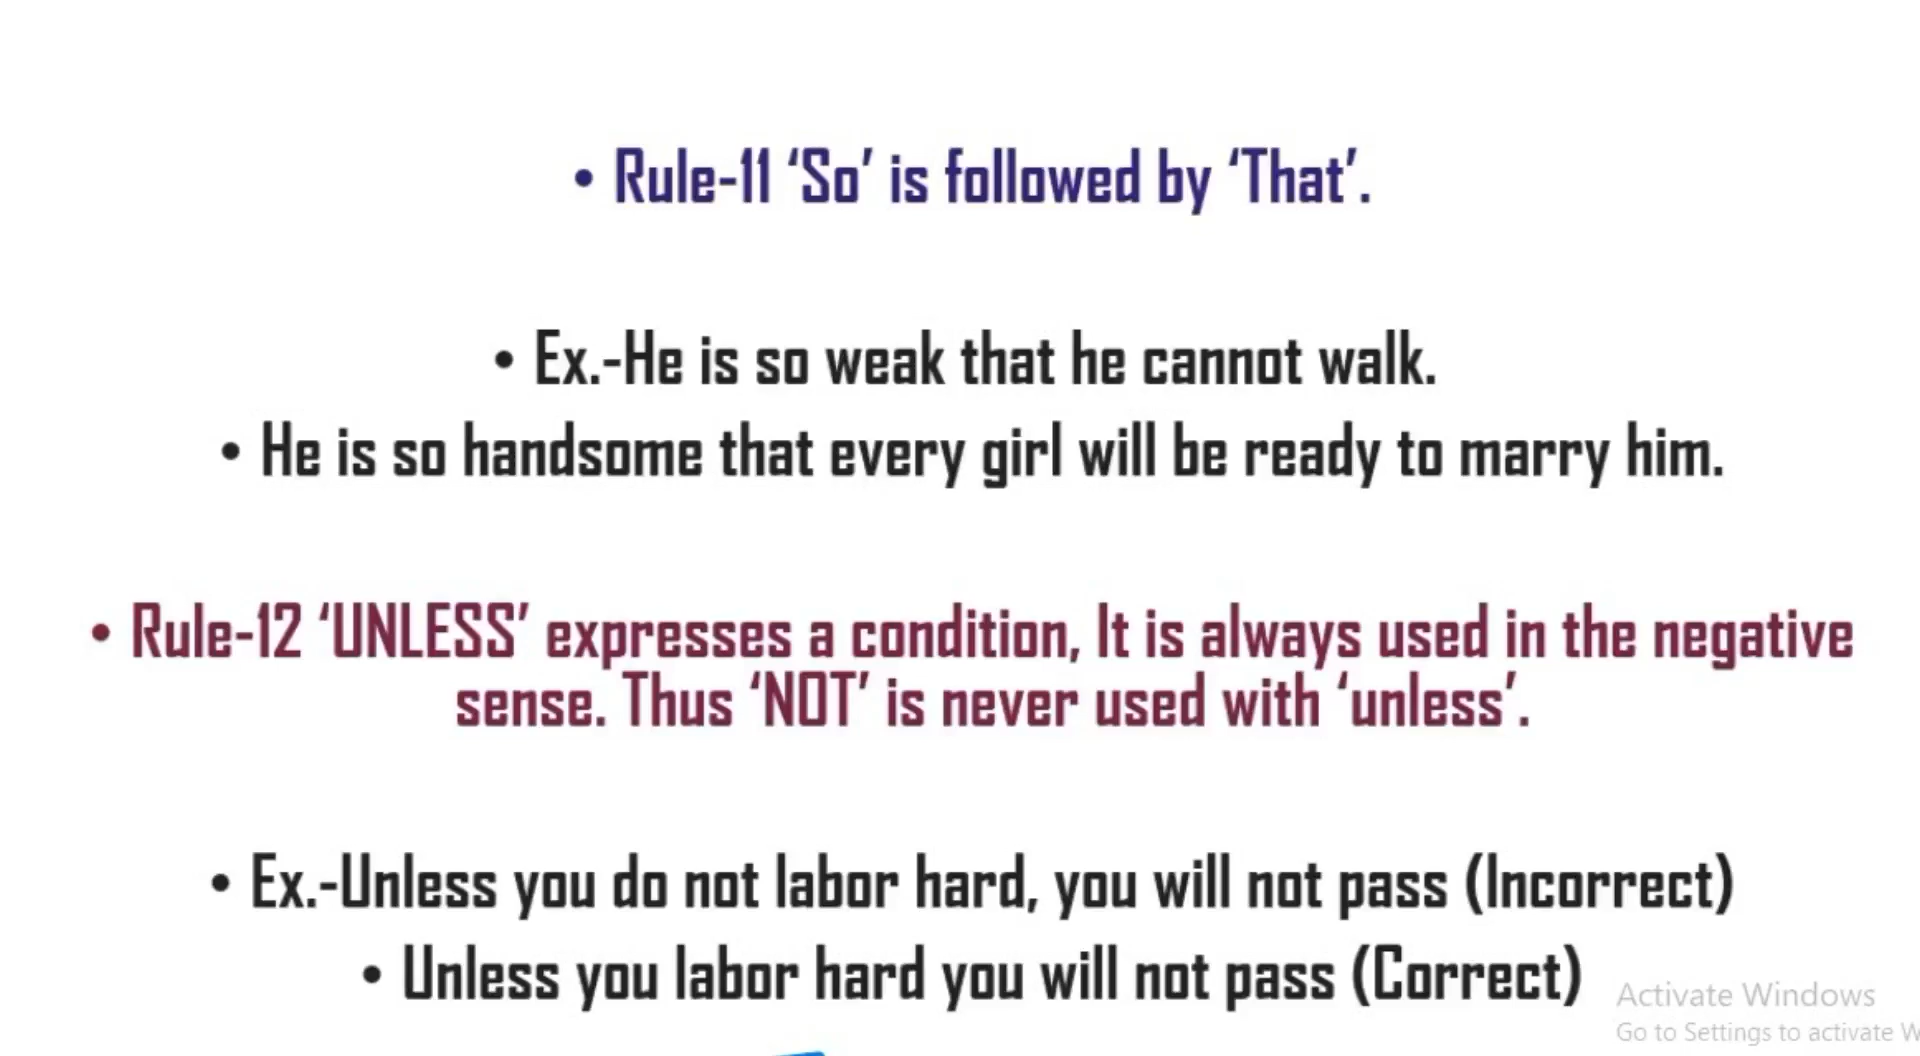 • Rule-11 ‘So’ is followed by ‘That’.
• Ex.-He is so weak that he cannot walk.
• He is so handsome that every girl will be ready to marry him.
• Rule-12 ‘UNLESS’ expresses a condition, It is always used in the negative
sense. Thus ‘NOT’ is never used with ‘unless’.
• Ex.-Unless you do not labor hard, you will not pass (Incorrect)
• Unless you labor hard you will not pass (Correct)
Activate Windows
Go to Settings to activate W